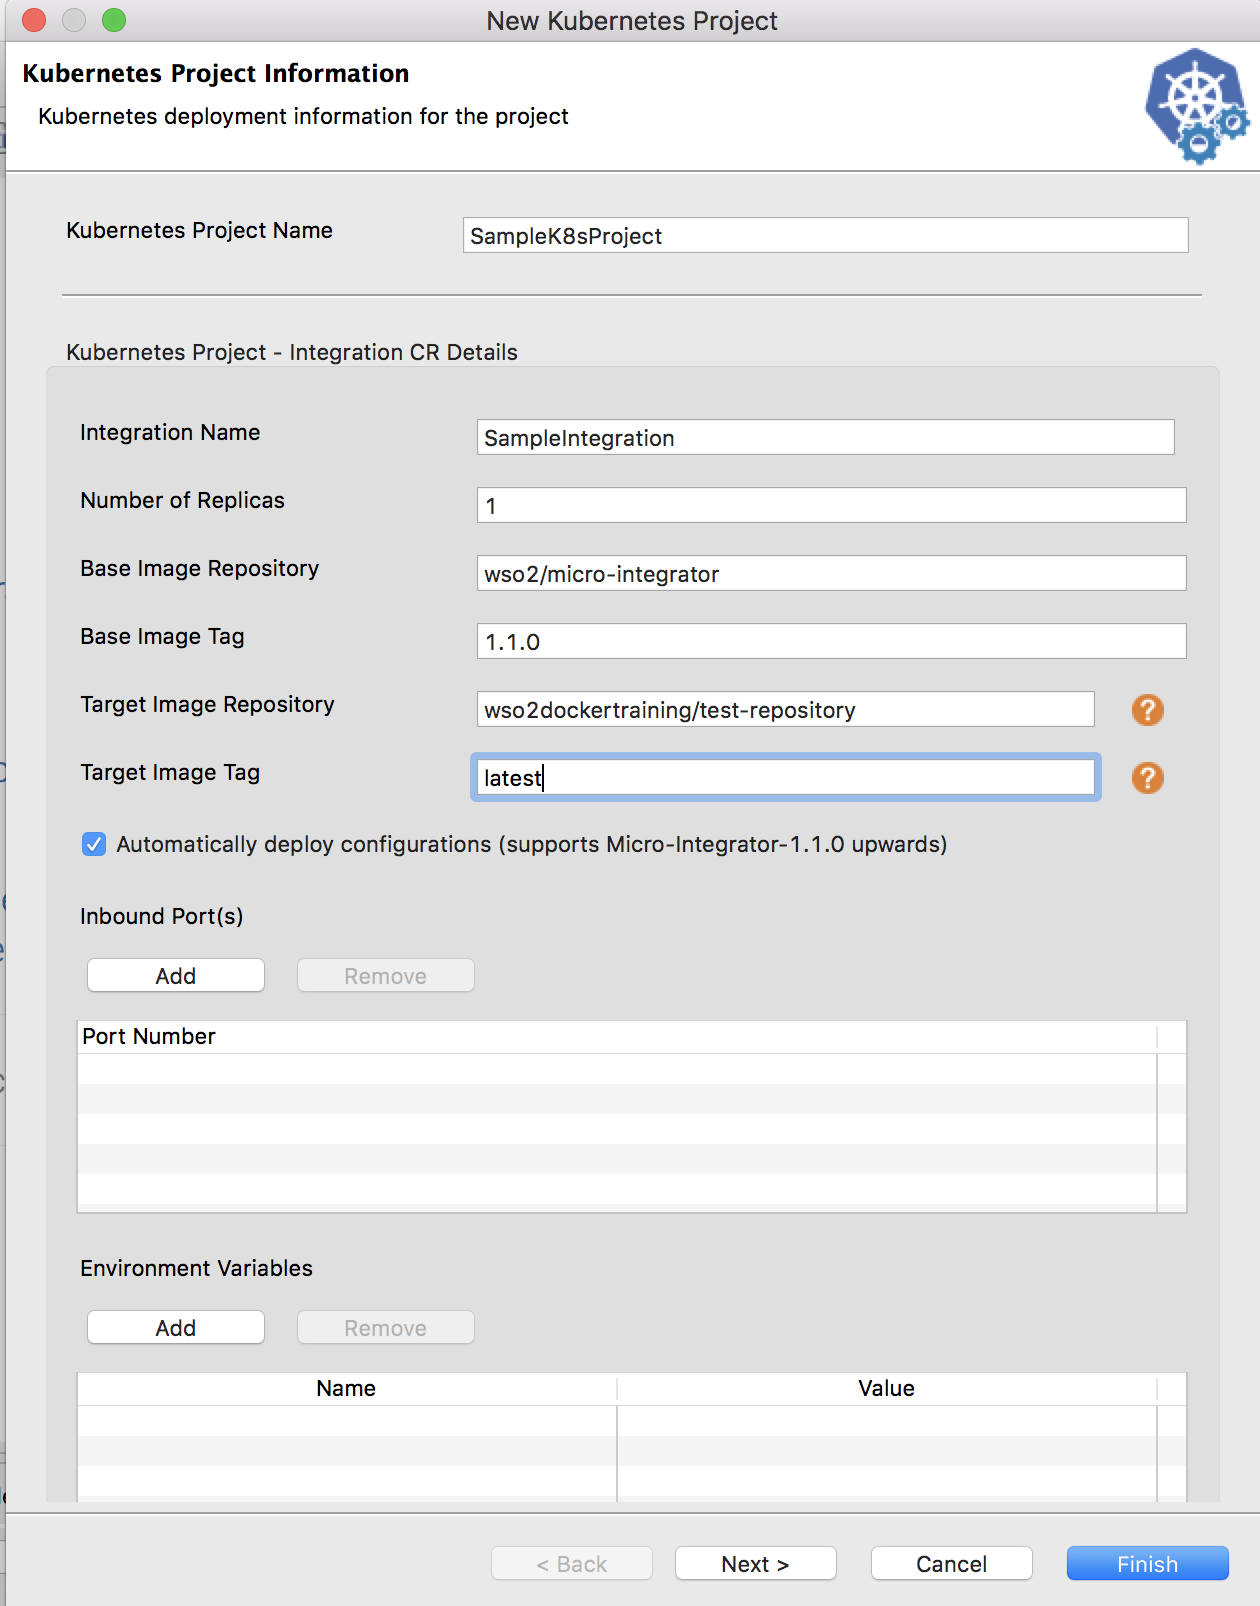 New Kubernetes Project
Kubernetes Project Information
Kubernetes deployment information for the project
Kubernetes Project Name
SampleK8sProject
Kubernetes Project - Integration CR Details
Integration Name
SampleIntegration
Number of Replicas
1
Base Image Repository
wso2/micro-integrator
Base Image Tag
1.1.0
Target Image Repository
wso2dockertraining/test-repository
?
Target Image Tag
latest
?
Automatically deploy configurations (supports Micro-Integrator-1.1.0 upwards)
Inbound Port(s)
Add Remove
Port Number
Environment Variables
Add Remove
Name Value
< Back Next > Cancel Finish